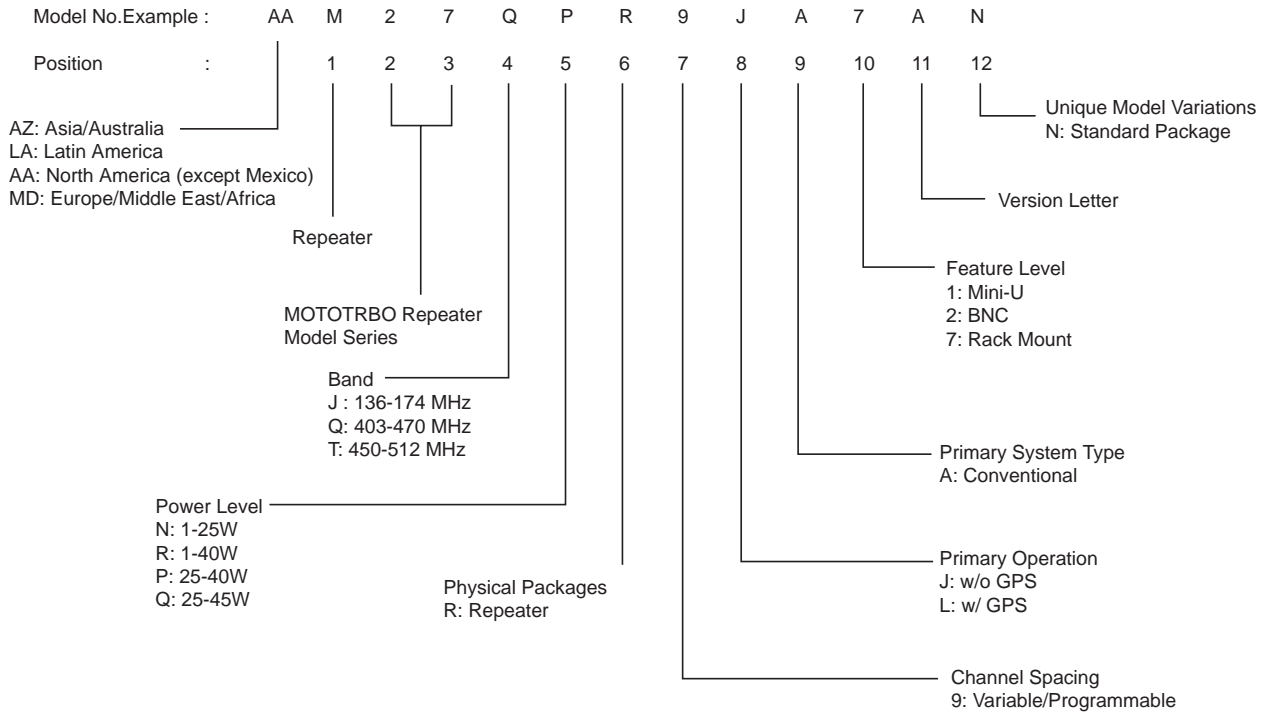 Model No.Example : AA M 2 7 Q P R 9 J A 7 A N
Position : 1 2 3 4 5 6 7 8 9 10 11 12
AZ: Asia/Australia
LA: Latin America
AA: North America (except Mexico)
MD: Europe/Middle East/Africa
Repeater
MOTOTRBO Repeater
Model Series
Band
J : 136-174 MHz
Q: 403-470 MHz
T: 450-512 MHz
Power Level
N: 1-25W
R: 1-40W
P: 25-40W
Q: 25-45W
Physical Packages
R: Repeater
Unique Model Variations
N: Standard Package
Version Letter
Feature Level
1: Mini-U
2: BNC
7: Rack Mount
Primary System Type
A: Conventional
Primary Operation
J: w/o GPS
L: w/ GPS
Channel Spacing
9: Variable/Programmable